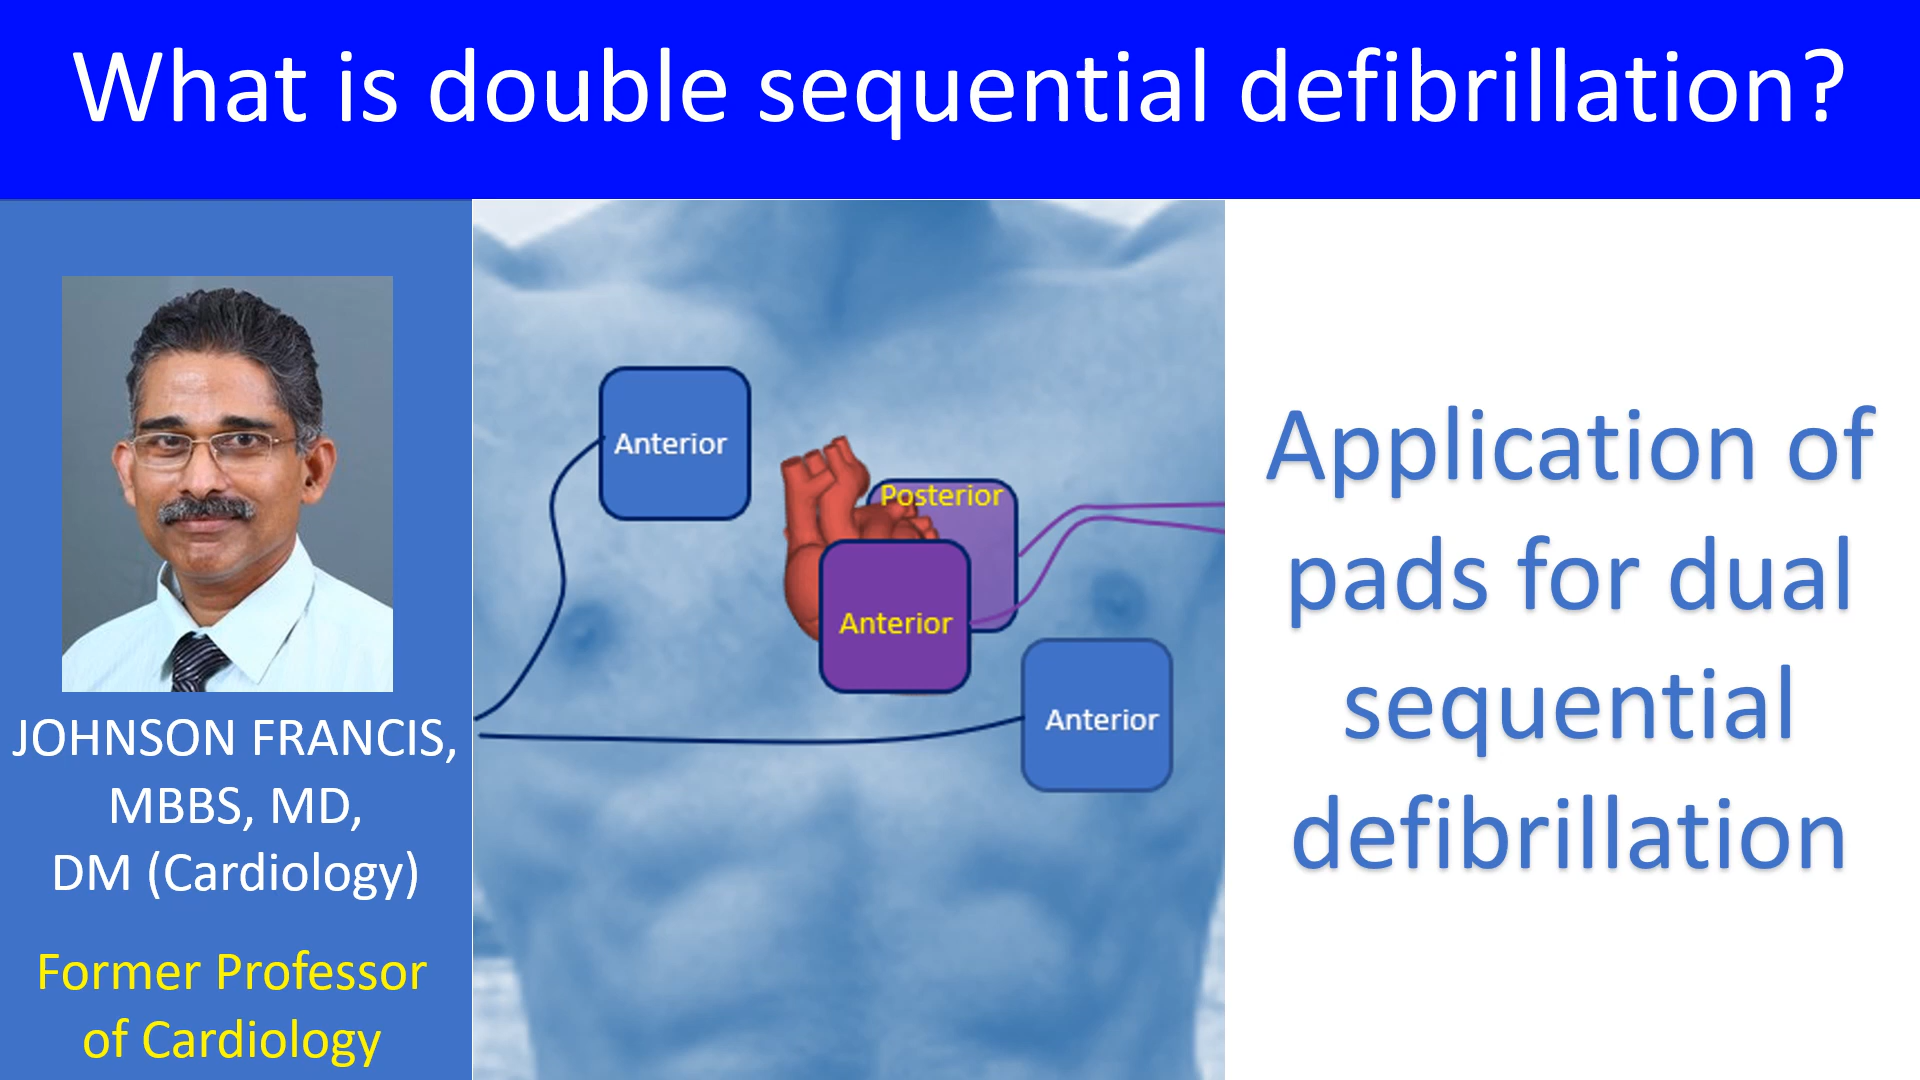 What is double sequential defibrillation?
JOHNSON FRANCIS,
MBBS, MD,
DM (Cardiology)
Former Professor
of Cardiology
Anterior
Posterior
Anterior
Anterior
Application of
pads for dual
sequential
defibrillation